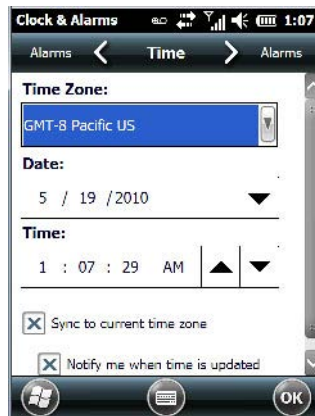 Clock & Alarms 1:07
Alarms Time Alarms
Time Zone:
GMT-8 Pacific US
Date:
5 / 19 /2010
Time:
1 : 07 : 29 AM
Sync to current time zone
Notify me when time is updated
OK